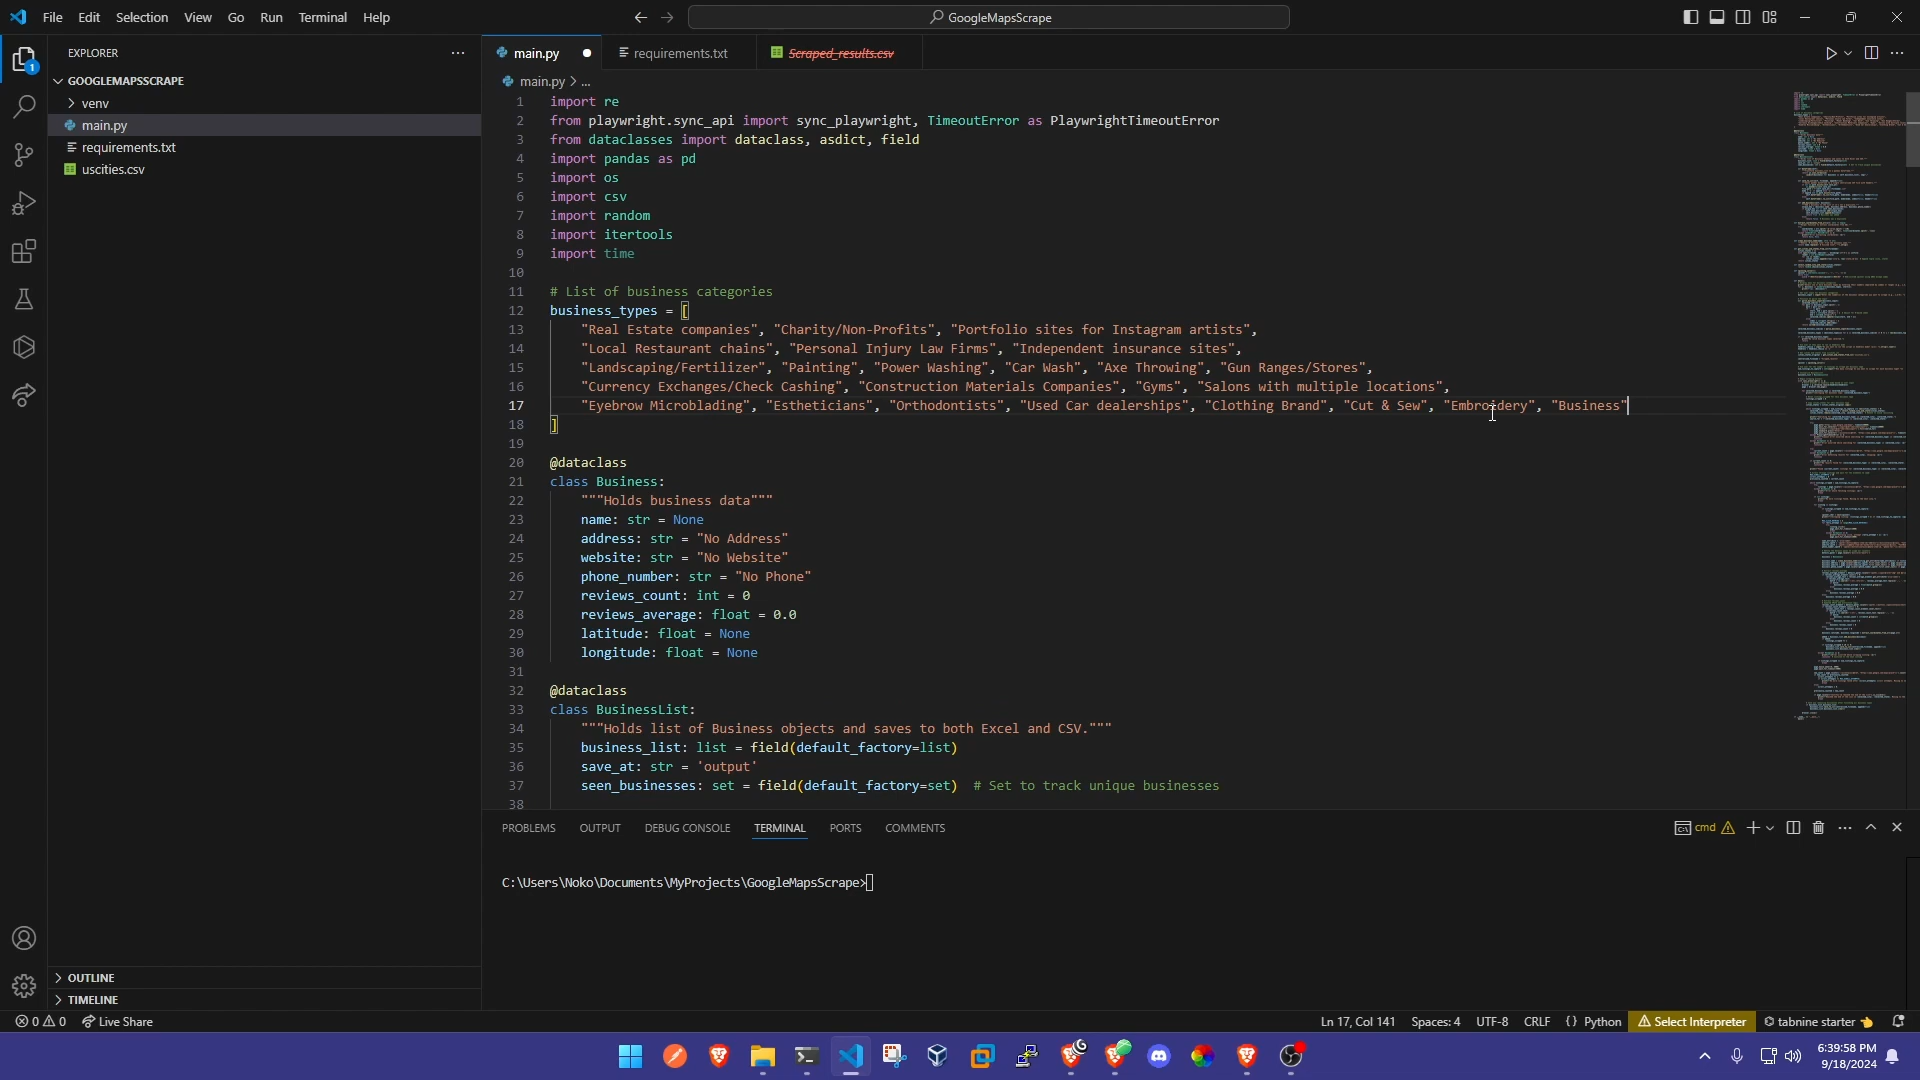 File Edit Selection View Go Run Terminal Help
GoogleMapsScrape
EXPLORER
GOOGLEMAPSSCRAPE
venv
main.py
requirements.txt
uscities.csv
OUTLINE
TIMELINE
1
main.py
requirements.txt
Scraped_results.csv
main.py > ...
1 import re
2 from playwright.sync_api import sync_playwright, TimeoutError as PlaywrightTimeoutError
3 from dataclasses import dataclass, asdict, field
4 import pandas as pd
5 import os
6 import csv
7 import random
8 import itertools
9 import time
10
11 # List of business categories
12 business_types = [
13 "Real Estate companies", "Charity/Non-Profits", "Portfolio sites for Instagram artists",
14 "Local Restaurant chains", "Personal Injury Law Firms", "Independent insurance sites",
15 "Landscaping/Fertilizer", "Painting", "Power Washing", "Car Wash", "Axe Throwing", "Gun Ranges/Stores",
16 "Currency Exchanges/Check Cashing", "Construction Materials Companies", "Gyms", "Salons with multiple locations",
17 "Eyebrow Microblading", "Estheticians", "Orthodontists", "Used Car dealerships", "Clothing Brand", "Cut & Sew", "Embroidery", "Business"
18 ]
19
20 @dataclass
21 class Business:
22 """Holds business data"""
23 name: str = None
24 address: str = "No Address"
25 website: str = "No Website"
26 phone_number: str = "No Phone"
27 reviews_count: int = 0
28 reviews_average: float = 0.0
29 latitude: float = None
30 longitude: float = None
31
32 @dataclass
33 class BusinessList:
34 """Holds list of Business objects and saves to both Excel and CSV."""
35 business_list: list = field(default_factory=list)
36 save_at: str = 'output'
37 seen_businesses: set = field(default_factory=set) # Set to track unique businesses
38
PROBLEMS OUTPUT DEBUG CONSOLE TERMINAL PORTS COMMENTS
cmd
C:\Users\Noko\Documents\MyProjects\GoogleMapsScrape>
0 0 Live Share
Ln 17, Col 141 Spaces: 4 UTF-8 CRLF {} Python Select Interpreter tabnine starter
6:39:58 PM
9/18/2024